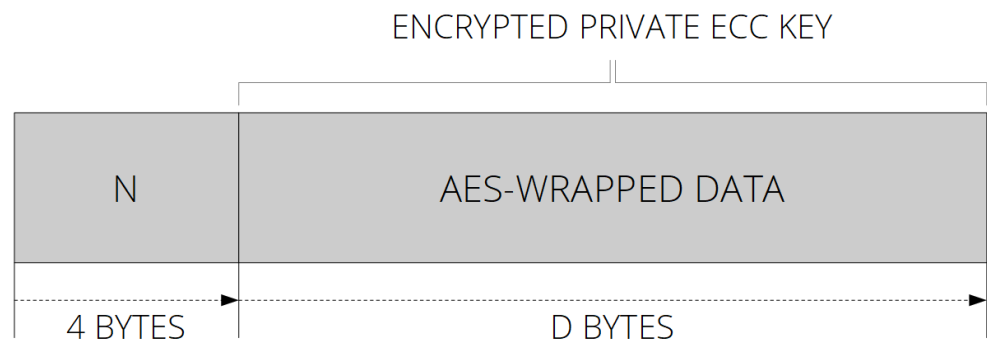 ENCRYPTED PRIVATE ECC KEY
N
AES-WRAPPED DATA
4 BYTES
D BYTES